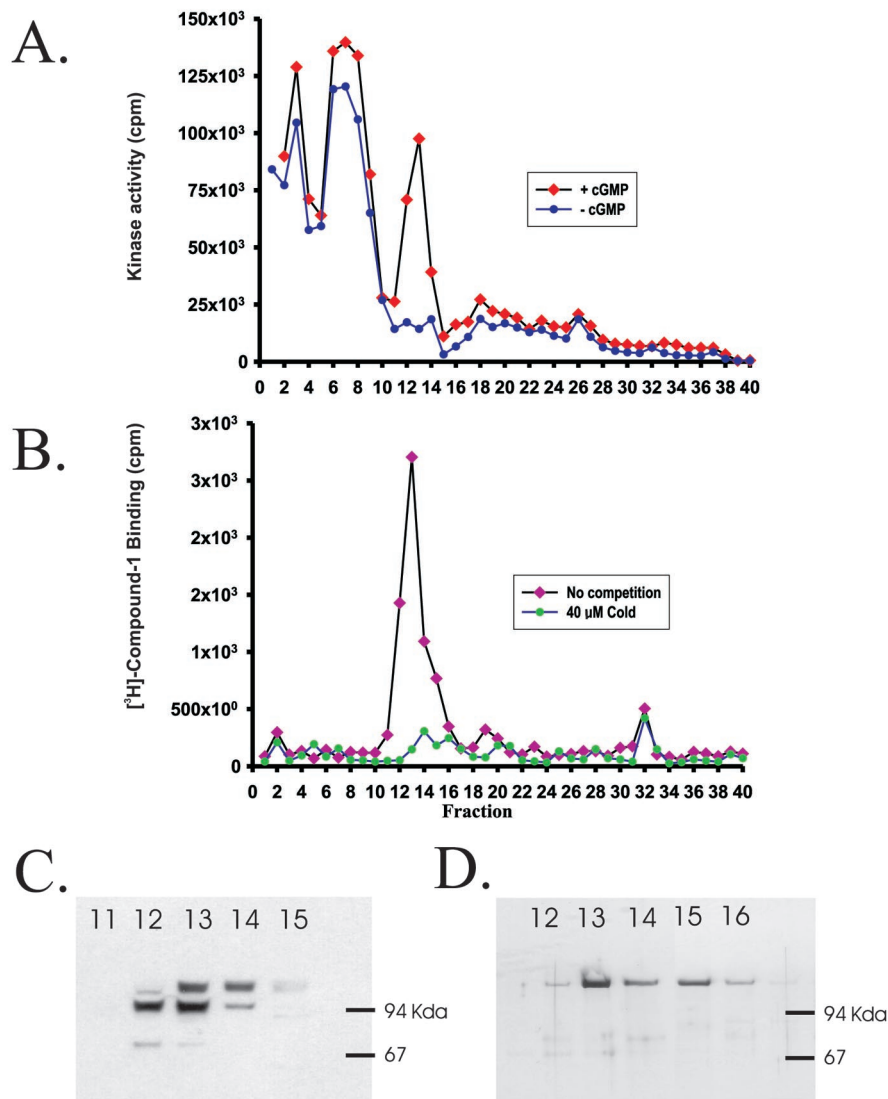 A.
150x10³
125x10³
100x10³
75x10³
50x10³
25x10³
0
Kinase activity (cpm)
+ cGMP
- cGMP
0 2 4 6 8 10 12 14 16 18 20 22 24 26 28 30 32 34 36 38 40
B.
3x10³
3x10³
2x10³
2x10³
1x10³
500x10⁰
0
[³H]-Compound-1 Binding (cpm)
No competition
40 µM Cold
0 2 4 6 8 10 12 14 16 18 20 22 24 26 28 30 32 34 36 38 40
Fraction
C.
11 12 13 14 15
94 Kda
67
D.
12 13 14 15 16
94 Kda
67